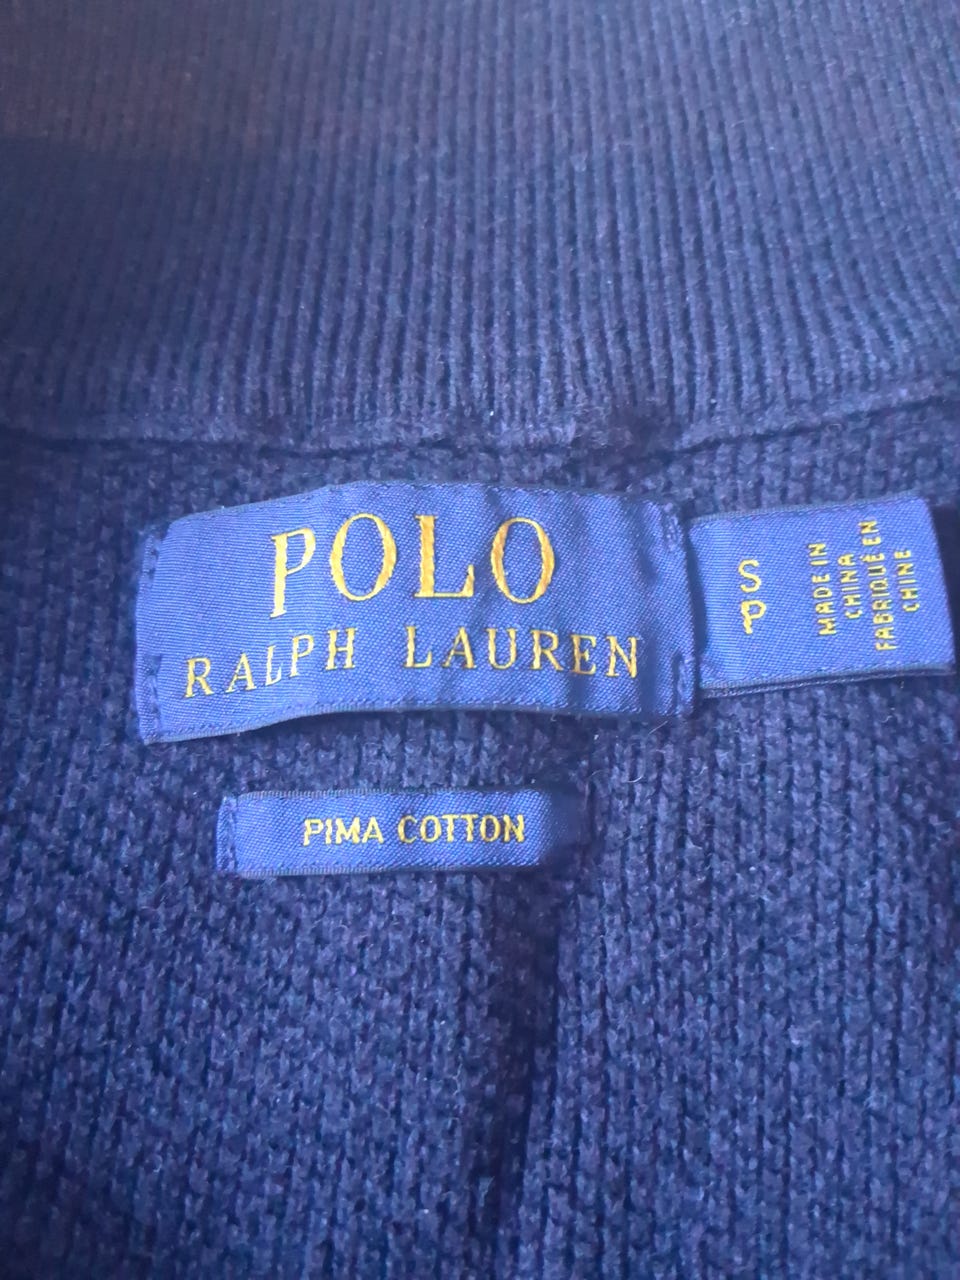 POLO
RALPH LAUREN
S
P
MADE IN
CHINA
FABRIQUÉ EN
CHINE
PIMA COTTON